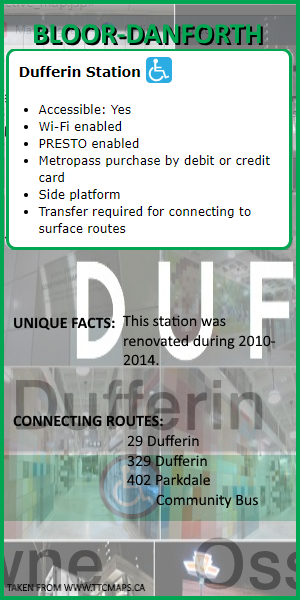 BLOOR-DANFORTH
Dufferin Station
Accessible: Yes
Wi-Fi enabled
PRESTO enabled
Metropass purchase by debit or credit
card
Side platform
Transfer required for connecting to
surface routes
DUF
UNIQUE FACTS: This station was
renovated during 2010-
2014.
Dufferin
CONNECTING ROUTES:
29 Dufferin
329 Dufferin
402 Parkdale
Community Bus
wne Oss
TAKEN FROM WWW.TTCMAPS.CA